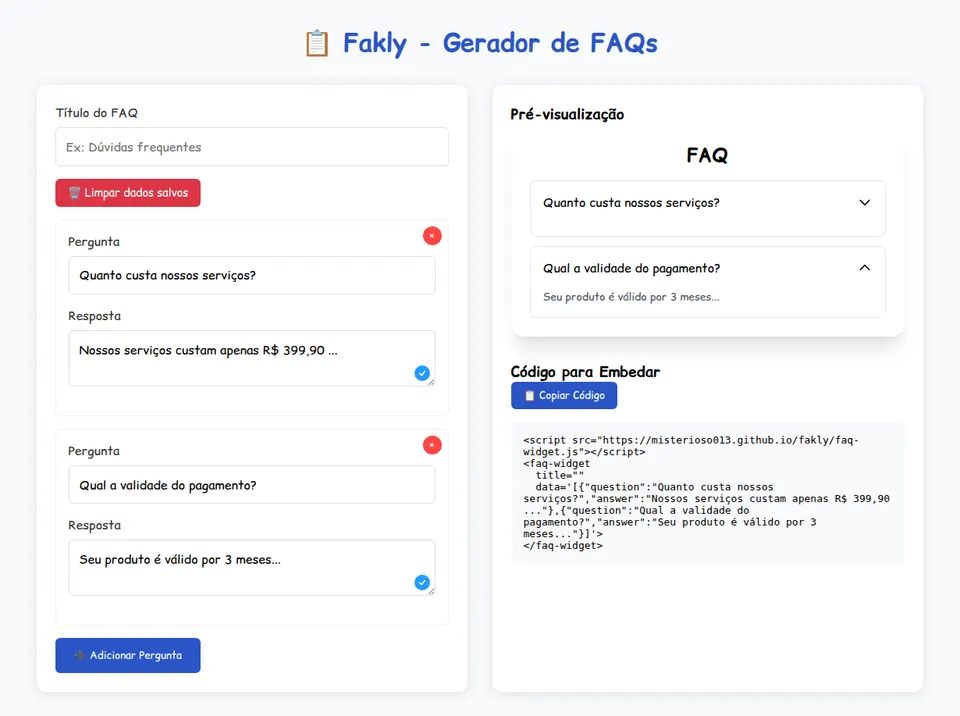 📋 Fakly - Gerador de FAQs
Título do FAQ
Ex: Dúvidas frequentes
🗑️ Limpar dados salvos
Pergunta
Quanto custa nossos serviços?
Resposta
Nossos serviços custam apenas R$ 399,90 ...
Pergunta
Qual a validade do pagamento?
Resposta
Seu produto é válido por 3 meses...
➕ Adicionar Pergunta
Pré-visualização
FAQ
Quanto custa nossos serviços?
Qual a validade do pagamento?
Seu produto é válido por 3 meses...
Código para Embedar
📋 Copiar Código
<script src="https://misterioso013.github.io/fakly/faq-
widget.js"></script>
<faq-widget
  title=""
  data='[{"question":"Quanto custa nossos
serviços?","answer":"Nossos serviços custam apenas R$ 399,90
..."},{"question":"Qual a validade do
pagamento?","answer":"Seu produto é válido por 3
meses..."}]'>
</faq-widget>